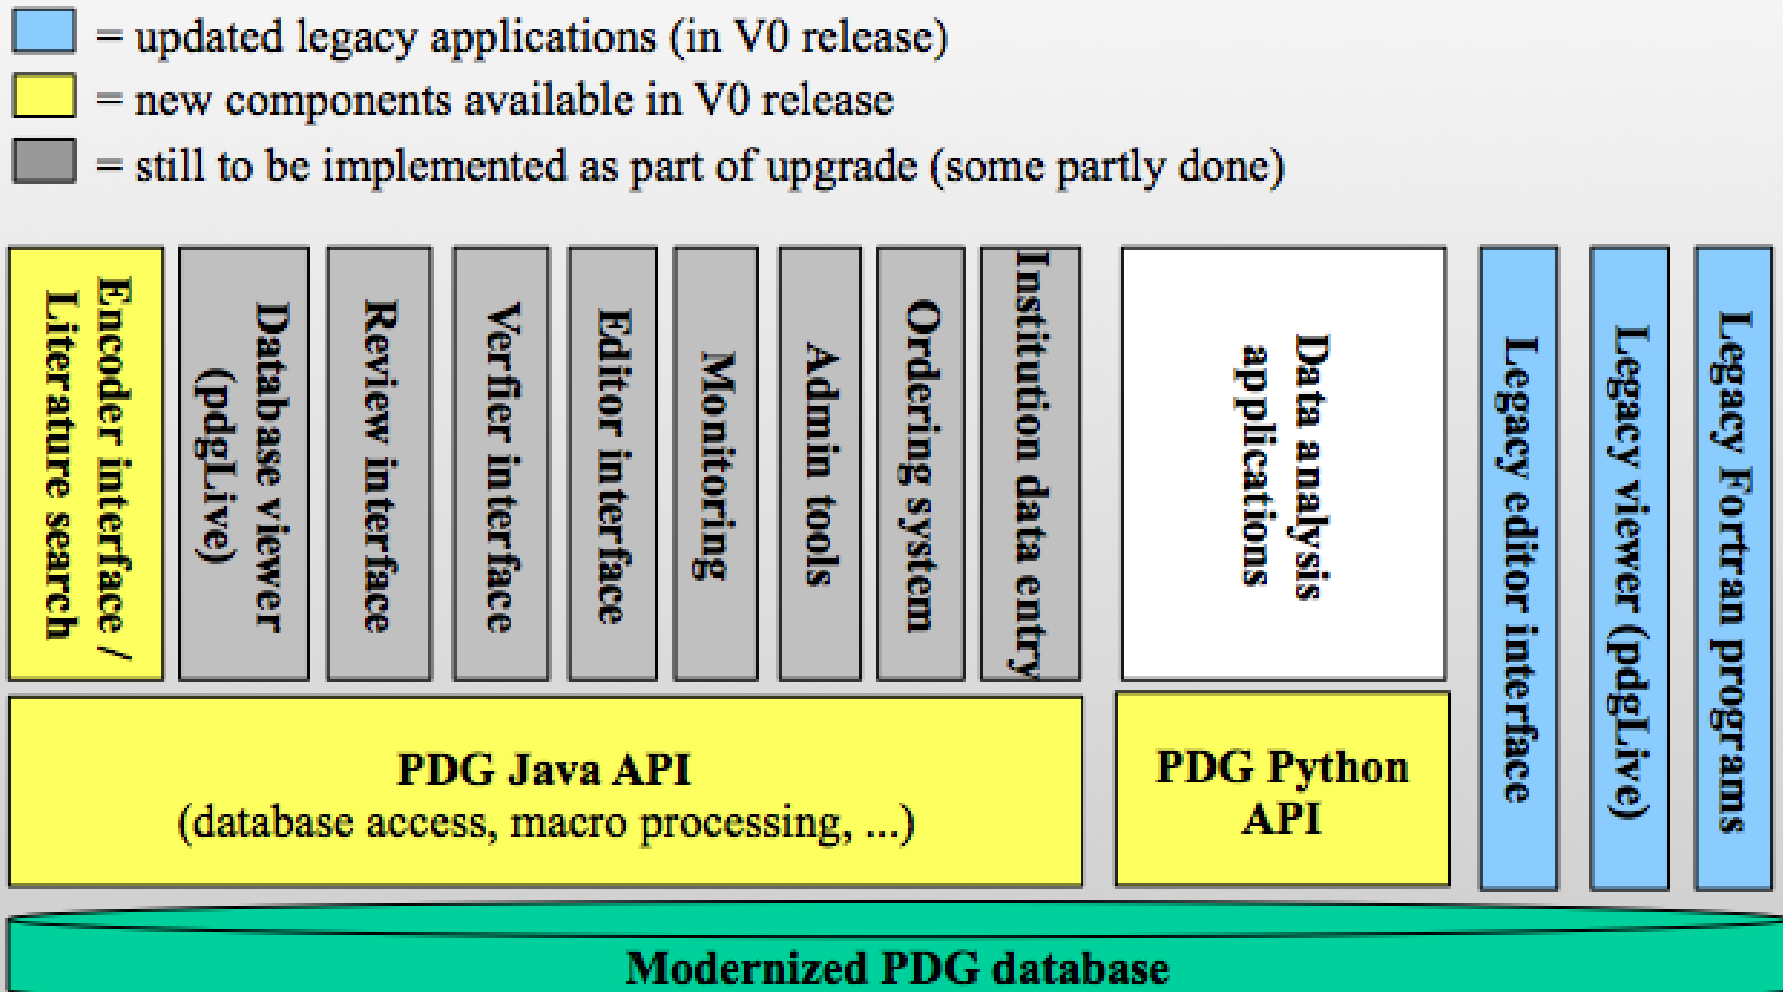 = updated legacy applications (in V0 release)
= new components available in V0 release
= still to be implemented as part of upgrade (some partly done)
Encoder interface /
Literature search
Database viewer
(pdgLive)
Review interface
Verfier interface
Editor interface
Monitoring
Admin tools
Ordering system
Institution data entry
Data analysis
applications
Legacy editor interface
Legacy viewer (pdgLive)
Legacy Fortran programs
PDG Java API
(database access, macro processing, ...)
PDG Python
API
Modernized PDG database